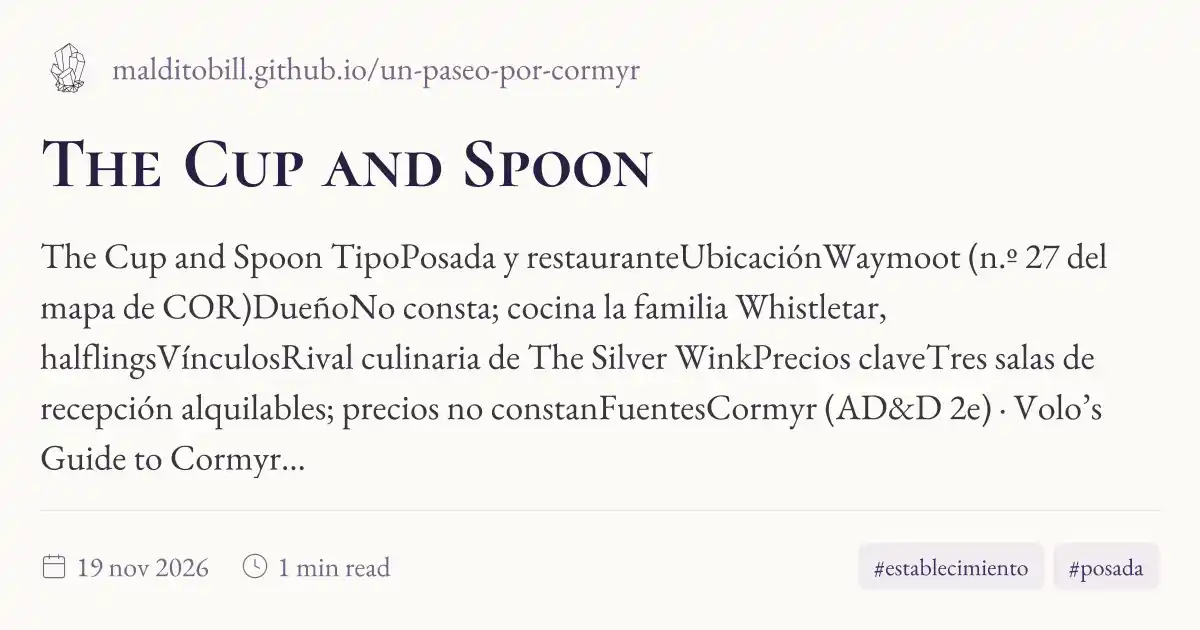 malditobill.github.io/un-paseo-por-cormyr
The Cup and Spoon
The Cup and Spoon TipoPosada y restauranteUbicaciónWaymoot (n.º 27 del
mapa de COR)DueñoNo consta; cocina la familia Whistletar,
halflingsVínculosRival culinaria de The Silver WinkPrecios claveTres salas de
recepción alquilables; precios no constanFuentesCormyr (AD&D 2e) · Volo’s
Guide to Cormyr...
19 nov 2026 1 min read #establecimiento #posada